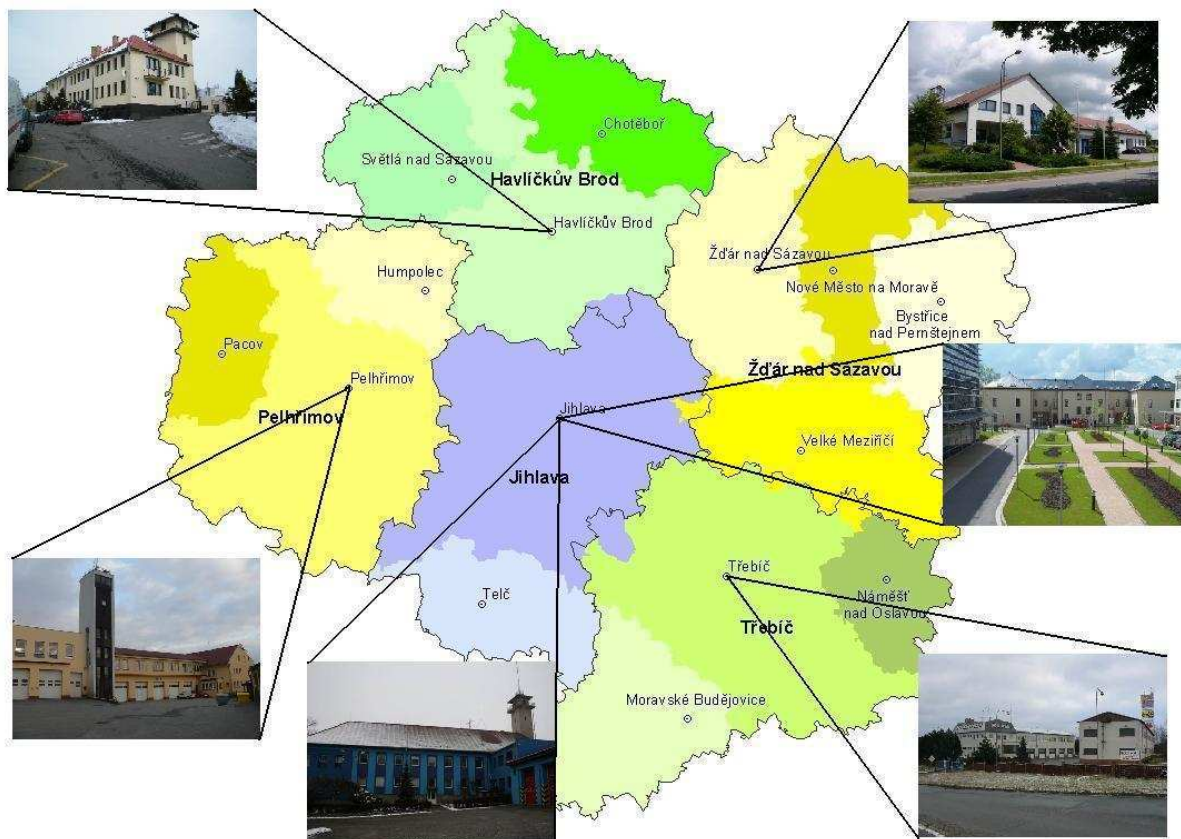 Chotěboř
Světlá nad Sázavou
Havlíčkův Brod
Havlíčkův Brod
Žďár nad Sázavou
Humpolec
Nové Město na Moravě
Bystřice
nad Pernštejnem
Pacov
Žďár nad Sázavou
Pelhřimov
Pelhřimov
Jihlava
Velké Meziříčí
Jihlava
Třebíč
Náměšť
nad Oslavou
Telč
Třebíč
Moravské Budějovice